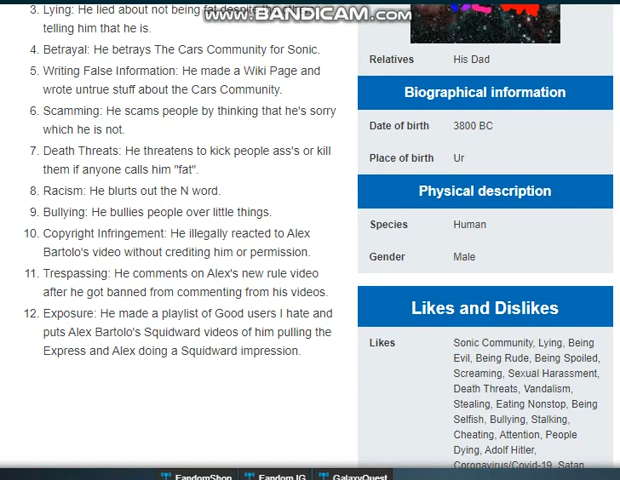 www.BANDICAM.com
3. Lying: He lied about not being fat despite
telling him that he is.
4. Betrayal: He betrays The Cars Community for Sonic.
5. Writing False Information: He made a Wiki Page and
wrote untrue stuff about the Cars Community.
6. Scamming: He scams people by thinking that he's sorry
which he is not.
7. Death Threats: He threatens to kick people ass's or kill
them if anyone calls him "fat".
8. Racism: He blurts out the N word.
9. Bullying: He bullies people over little things.
10. Copyright Infringement: He illegally reacted to Alex
Bartolo's video without crediting him or permission.
11. Trespassing: He comments on Alex's new rule video
after he got banned from commenting from his videos.
12. Exposure: He made a playlist of Good users I hate and
puts Alex Bartolo's Squidward videos of him pulling the
Express and Alex doing a Squidward impression.
Relatives His Dad
Biographical information
Date of birth 3800 BC
Place of birth Ur
Physical description
Species Human
Gender Male
Likes and Dislikes
Likes Sonic Community, Lying, Being
Evil, Being Rude, Being Spoiled,
Screaming, Sexual Harassment,
Death Threats, Vandalism,
Stealing, Eating Nonstop, Being
Selfish, Bullying, Stalking,
Cheating, Attention, People
Dying, Adolf Hitler,
Coronavirus/Covid-19, Satan,
FandomShop Fandom IG GalaxyQuest